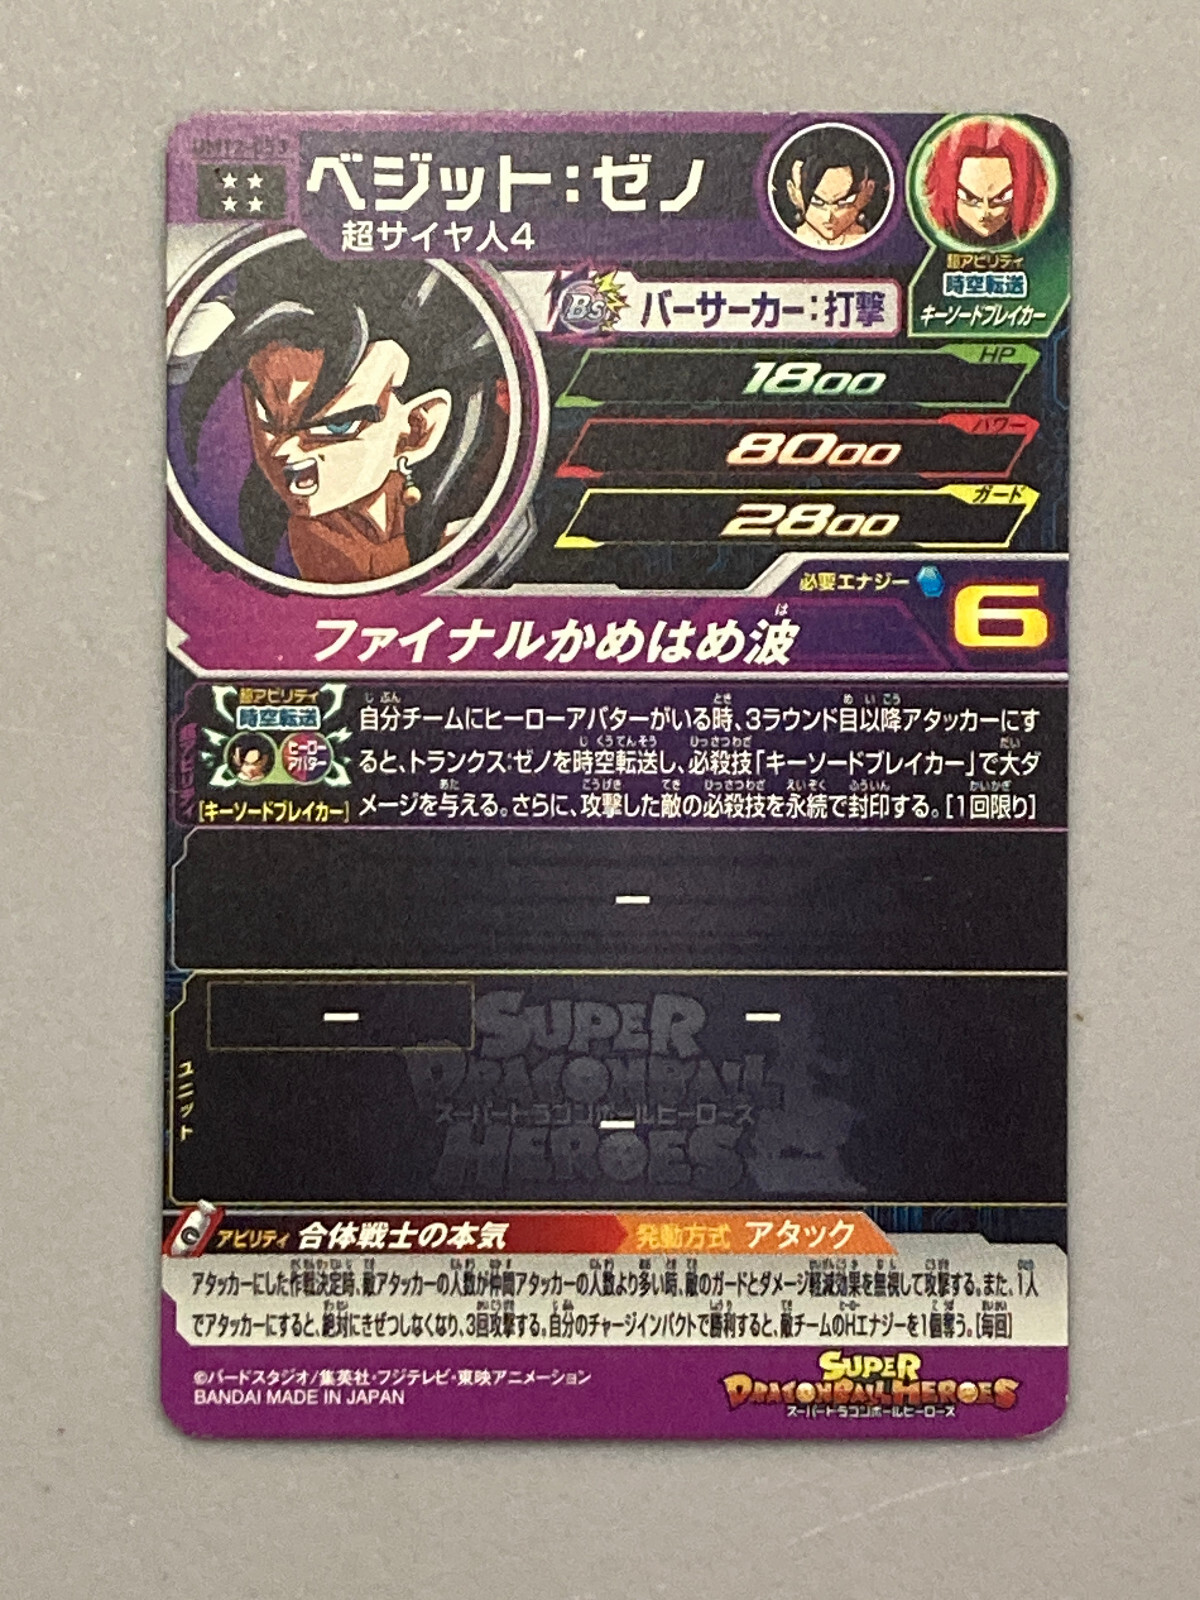 UM12-053
ベジット:ゼノ
超サイヤ人4
超アビリティ
時空転送
キーソードブレイカー
Bs バーサーカー:打撃
HP
1800
パワー
8000
ガード
2800
必要エナジー 6
ファイナルかめはめ波
は
超アビリティ
超アビリティ
時空転送
ヒーローアバター
[キーソードブレイカー]
自分チームにヒーローアバターがいる時、3ラウンド目以降アタッカーにす
ると、トランクス:ゼノを時空転送し、必殺技「キーソードブレイカー」で大ダ
メージを与える。さらに、攻撃した敵の必殺技を永続で封印する。[1回限り]
ー
ー
ー
ー
ユニット
SUPER
DRAGONBALL
スーパードラゴンボールヒーローズ
HEROES
アビリティ 合体戦士の本気 発動方式 アタック
アタッカーにした作戦決定時、敵アタッカーの人数が仲間アタッカーの人数より多い時、敵のガードとダメージ軽減効果を無視して攻撃する。また、1人
でアタッカーにすると、絶対にきぜつしなくなり、3回攻撃する。自分のチャージインパクトで勝利すると、敵チームのHエナジーを1個奪う。[毎回]
©バードスタジオ/集英社・フジテレビ・東映アニメーション
BANDAI MADE IN JAPAN
SUPER
DRAGONBALL HEROES
スーパードラゴンボールヒーローズ